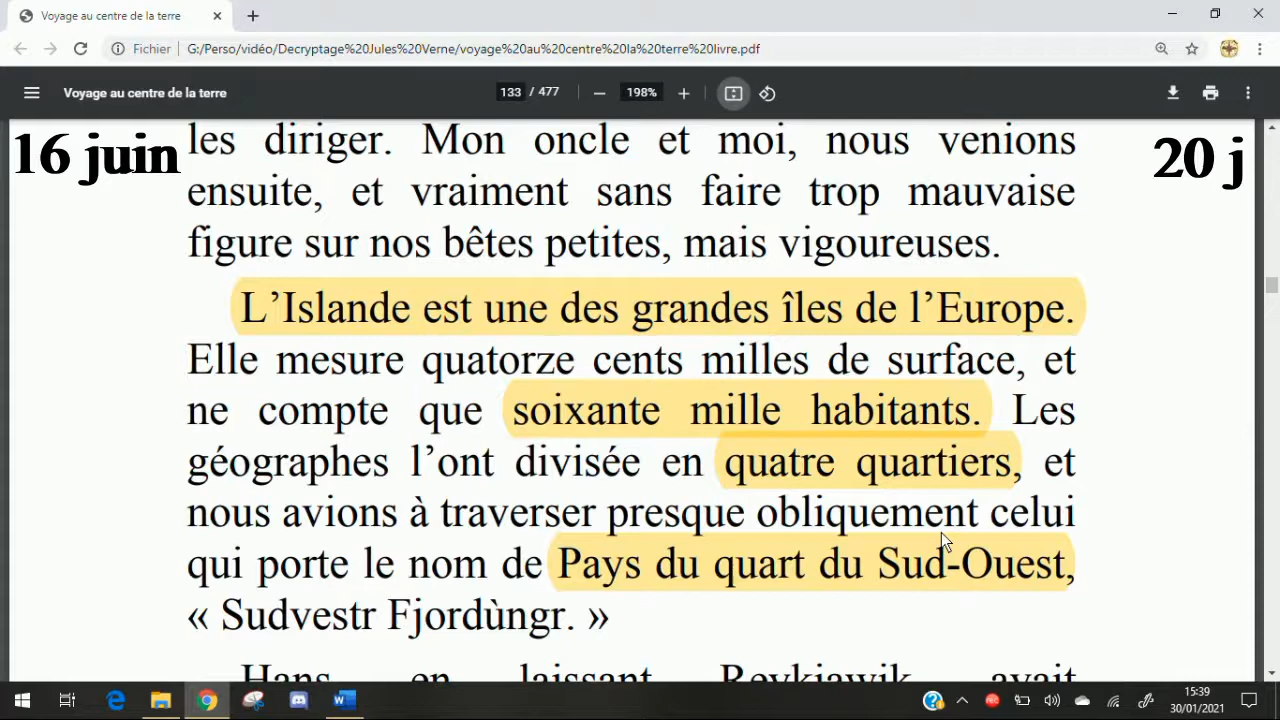 Voyage au centre de la terre
Fichier G:/Perso/vidéo/Decryptage%20Jules%20Verne/voyage%20au%20centre%20la%20terre%20livre.pdf
Voyage au centre de la terre 133 / 477 198%
16 juin
20 j
les diriger. Mon oncle et moi, nous venions
ensuite, et vraiment sans faire trop mauvaise
figure sur nos bêtes petites, mais vigoureuses.
L’Islande est une des grandes îles de l’Europe.
Elle mesure quatorze cents milles de surface, et
ne compte que soixante mille habitants. Les
géographes l’ont divisée en quatre quartiers, et
nous avions à traverser presque obliquement celui
qui porte le nom de Pays du quart du Sud-Ouest,
« Sudvestr Fjordùngr. »
Hans en laissant Reykjawik avait
15:39
30/01/2021